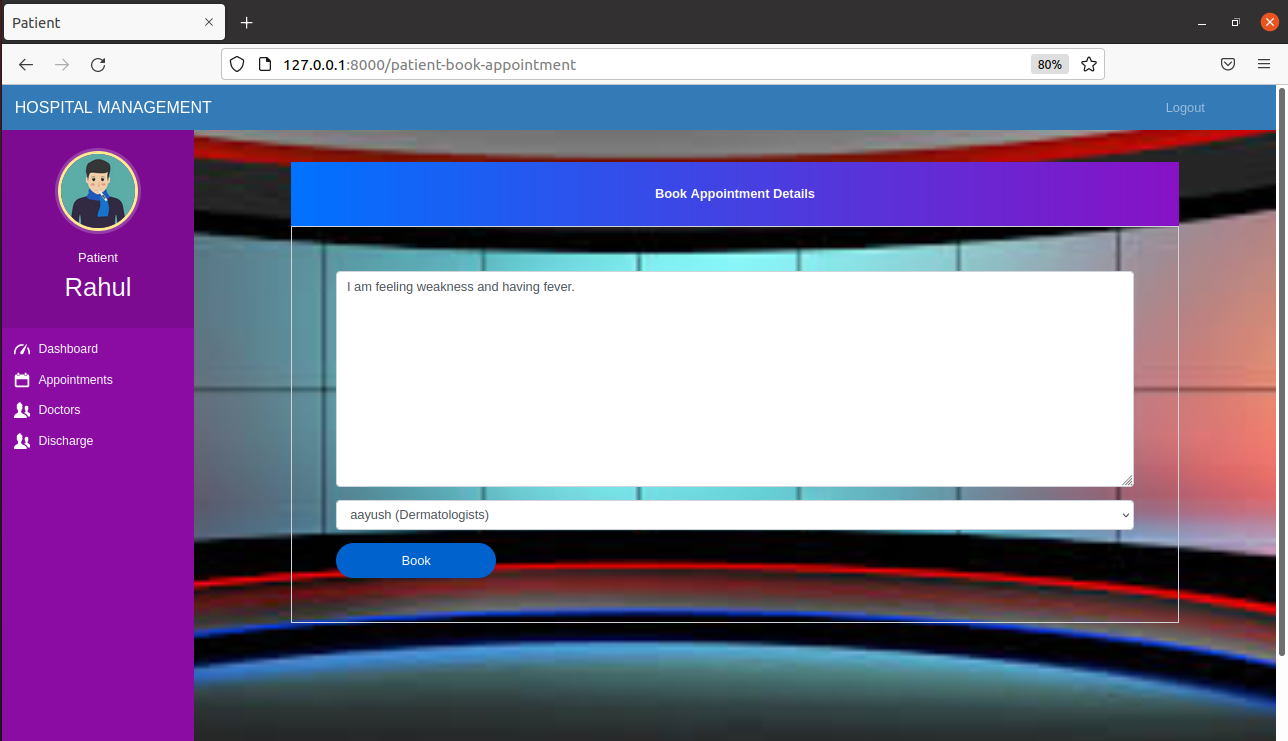 Patient
127.0.0.1:8000/patient-book-appointment
80%
HOSPITAL MANAGEMENT
Logout
Patient
Rahul
Dashboard
Appointments
Doctors
Discharge
Book Appointment Details
I am feeling weakness and having fever.
aayush (Dermatologists)
Book